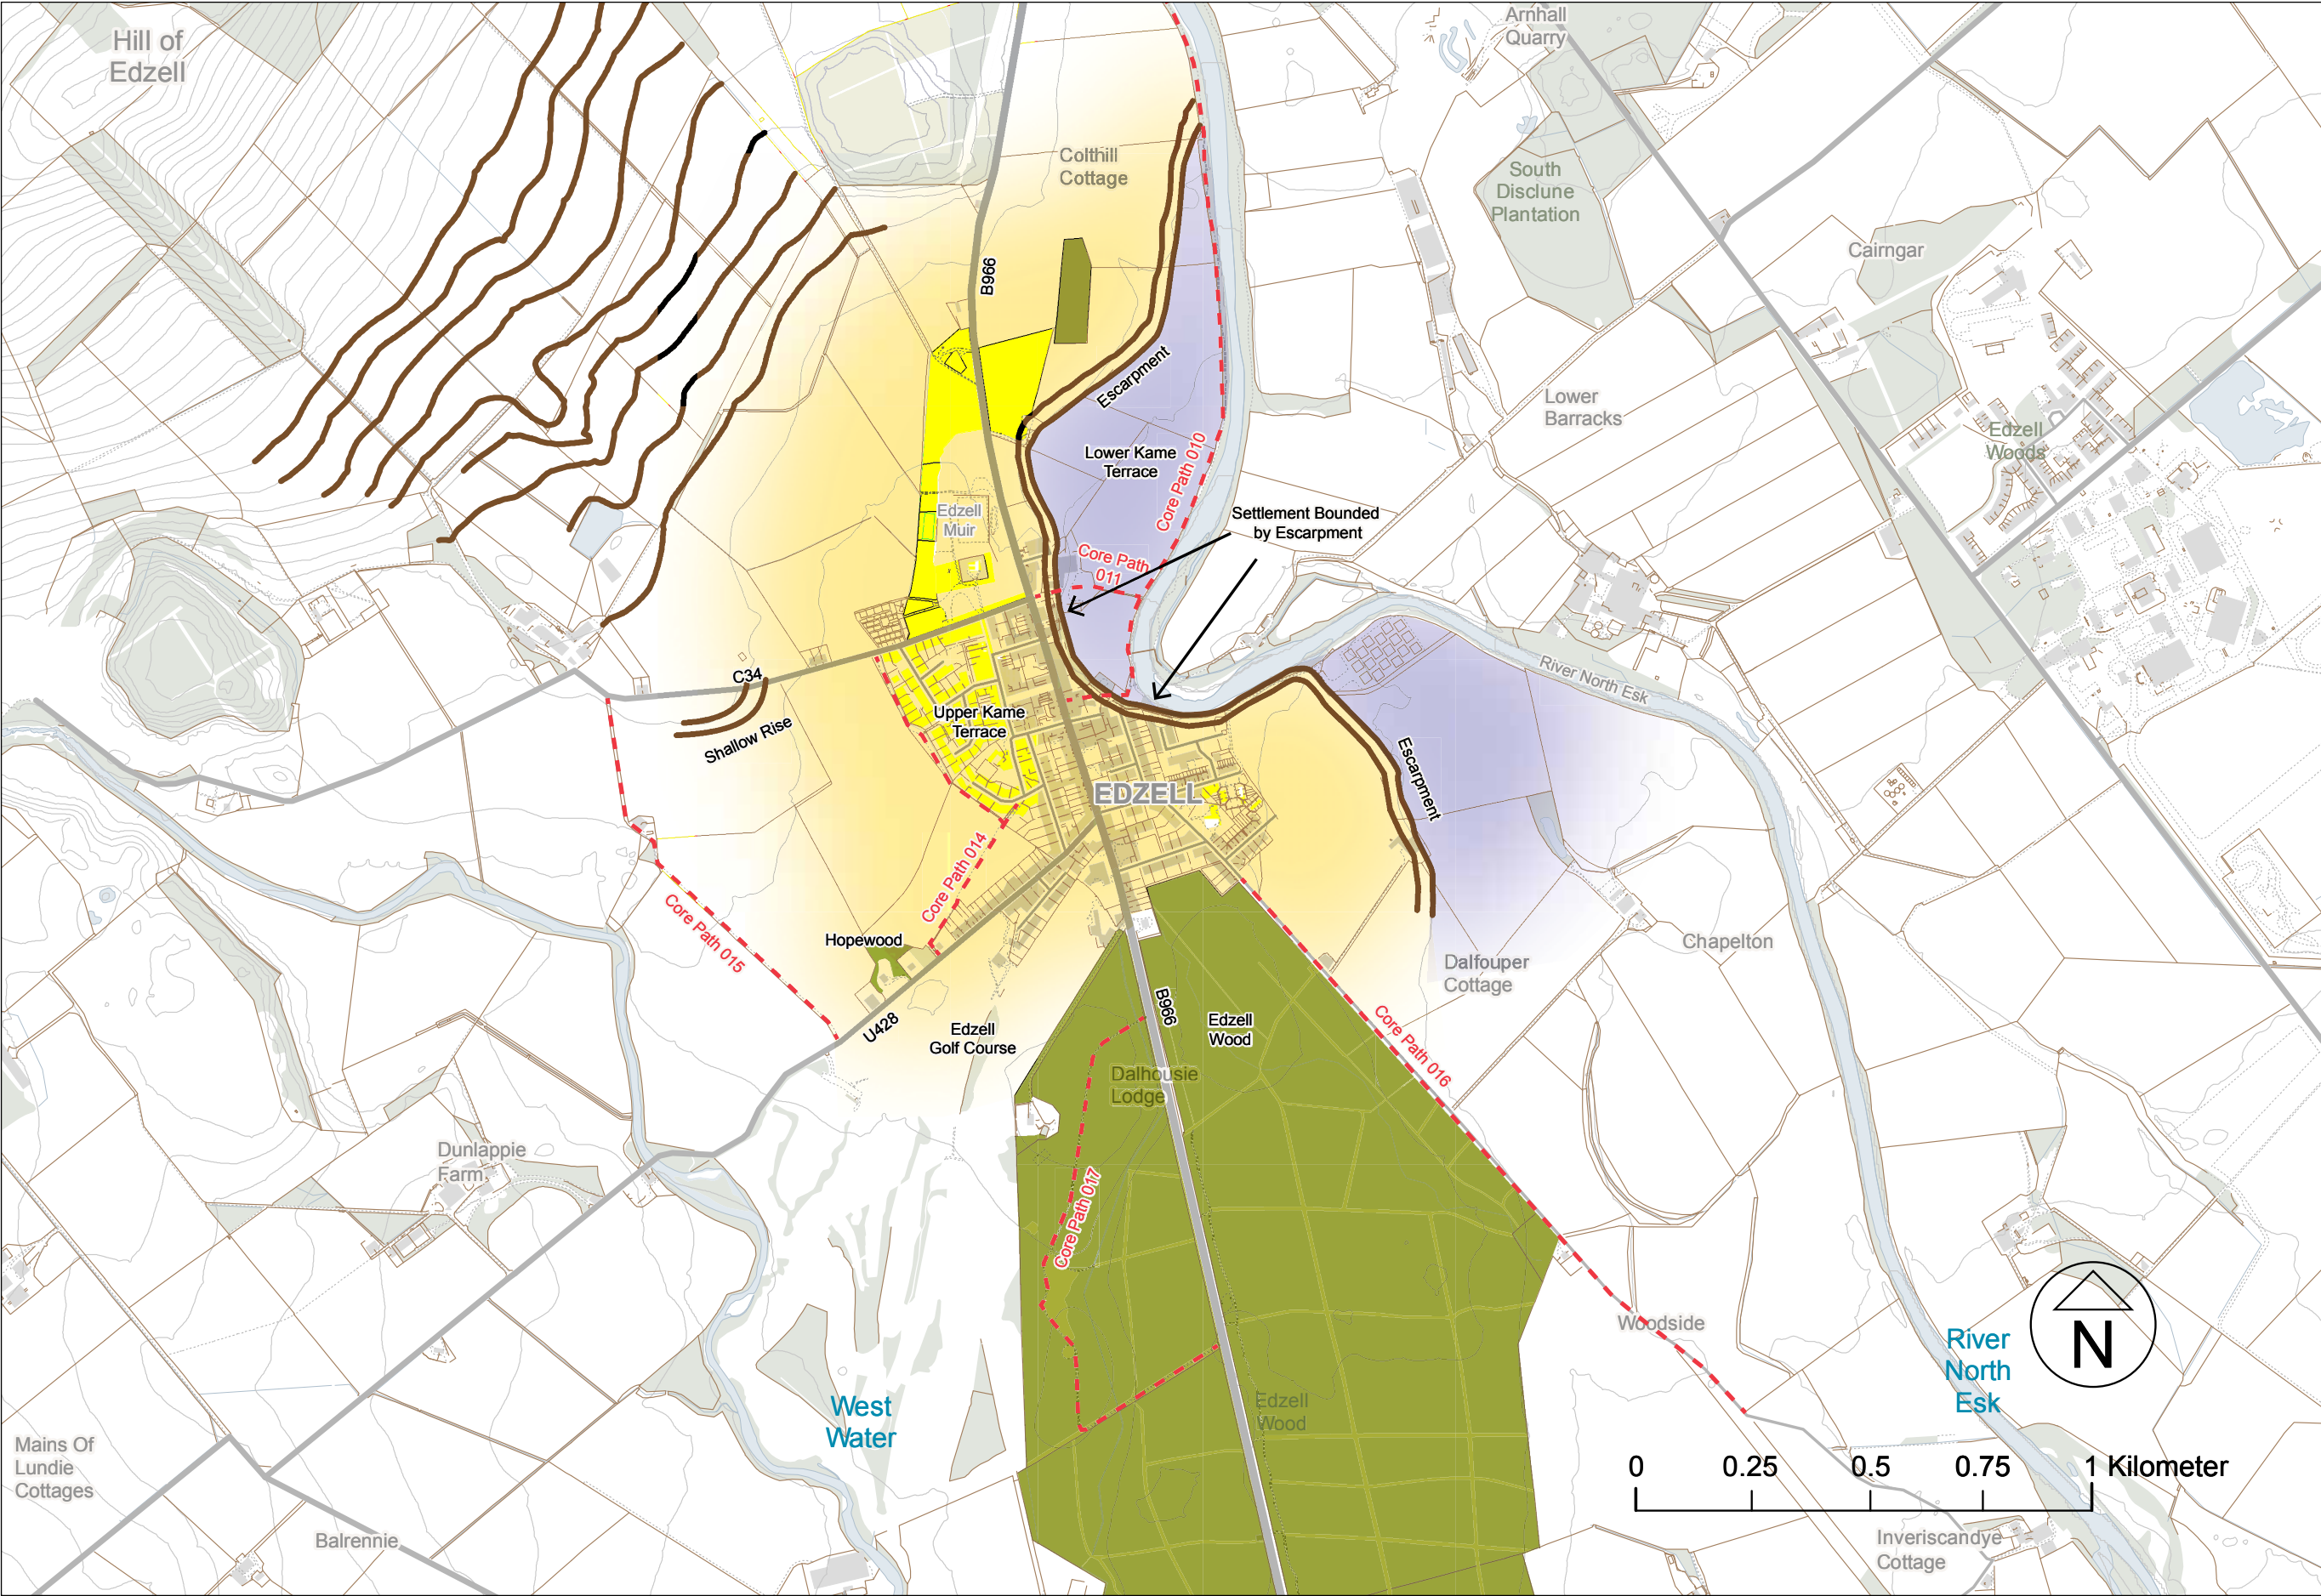 Hill of
Edzell
Arnhall
Quarry
Colthill
Cottage
South
Disclune
Plantation
Cairngar
B966
Escarpment
Lower
Barracks
Edzell
Woods
Lower Kame
Terrace
Core Path 010
Edzell
Muir
Settlement Bounded
by Escarpment
Core Path
011
River North Esk
C34
Shallow Rise
Upper Kame
Terrace
EDZELL
Escarpment
Core Path 014
Core Path 015
Hopewood
Chapelton
Dalfouper
Cottage
U428
Edzell
Golf Course
B966
Edzell
Wood
Core Path 016
Dalhousie
Lodge
Dunlappie
Farm
Core Path 017
Woodside
River
North
Esk
N
West
Water
Edzell
Wood
Mains Of
Lundie
Cottages
0 0.25 0.5 0.75 1 Kilometer
Balrennie
Inveriscandye
Cottage